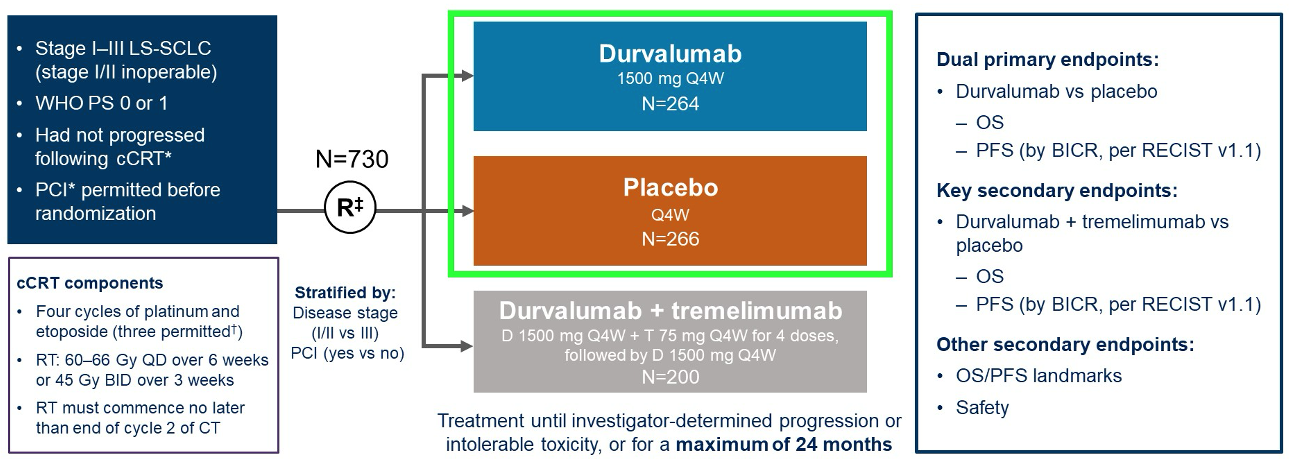 • Stage I–III LS-SCLC
(stage I/II inoperable)
• WHO PS 0 or 1
• Had not progressed
following cCRT*
• PCI* permitted before
randomization
cCRT components
• Four cycles of platinum and
etoposide (three permitted†)
• RT: 60–66 Gy QD over 6 weeks
or 45 Gy BID over 3 weeks
• RT must commence no later
than end of cycle 2 of CT
N=730
R‡
Stratified by:
Disease stage
(I/II vs III)
PCI (yes vs no)
Durvalumab
1500 mg Q4W
N=264
Placebo
Q4W
N=266
Durvalumab + tremelimumab
D 1500 mg Q4W + T 75 mg Q4W for 4 doses,
followed by D 1500 mg Q4W
N=200
Treatment until investigator-determined progression or
intolerable toxicity, or for a maximum of 24 months
Dual primary endpoints:
• Durvalumab vs placebo
– OS
– PFS (by BICR, per RECIST v1.1)
Key secondary endpoints:
• Durvalumab + tremelimumab vs
placebo
– OS
– PFS (by BICR, per RECIST v1.1)
Other secondary endpoints:
• OS/PFS landmarks
• Safety